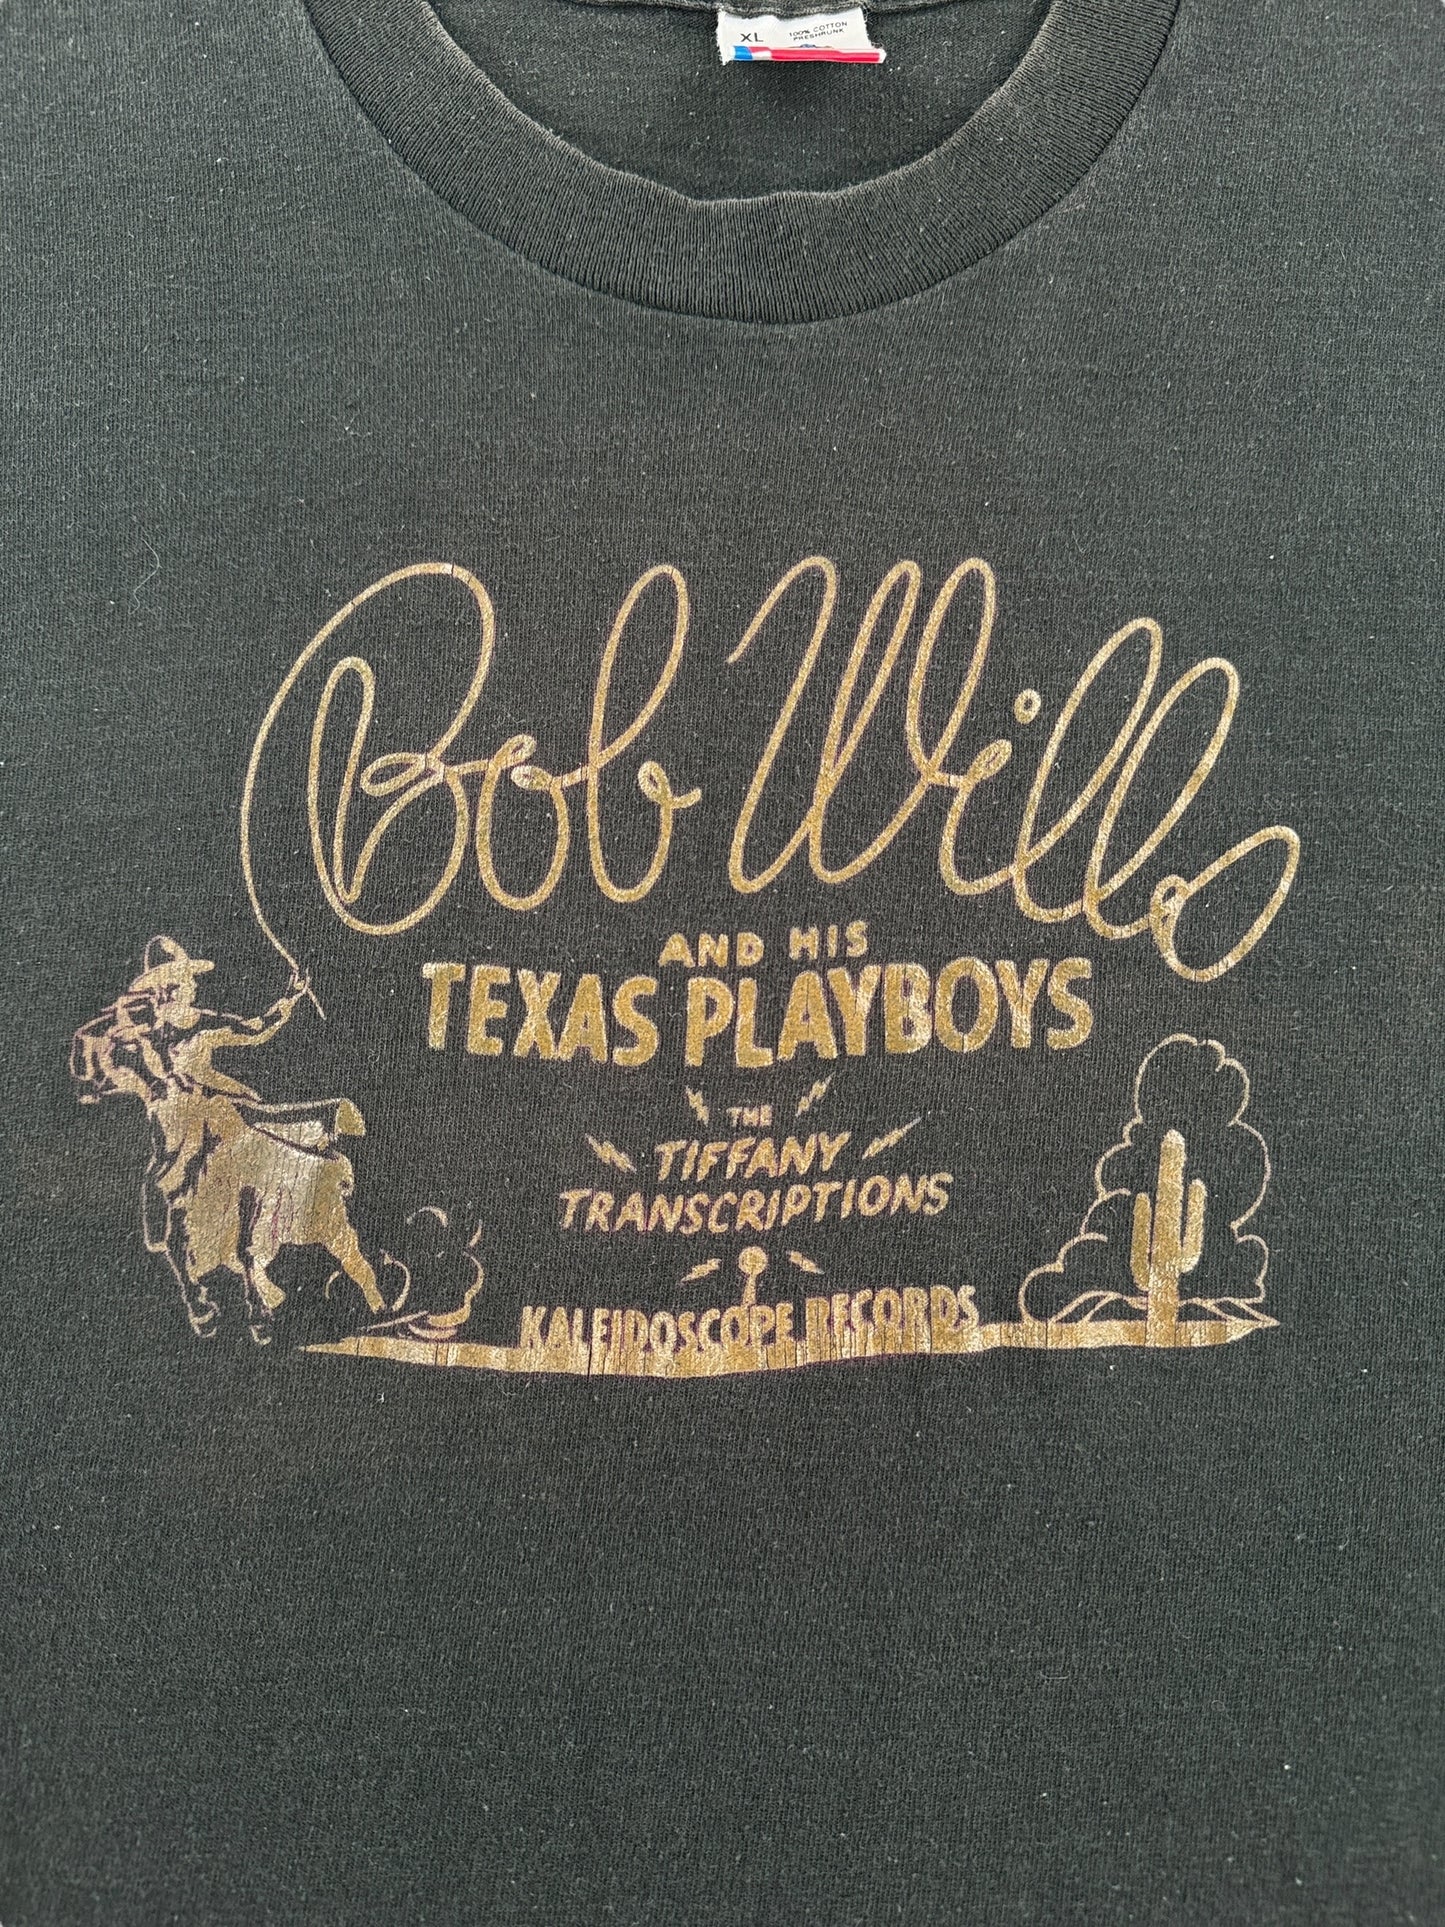 XL
100% COTTON
PRESHRUNK
Bob Wills
AND HIS
TEXAS PLAYBOYS
THE
TIFFANY
TRANSCRIPTIONS
KALEIDOSCOPE RECORDS